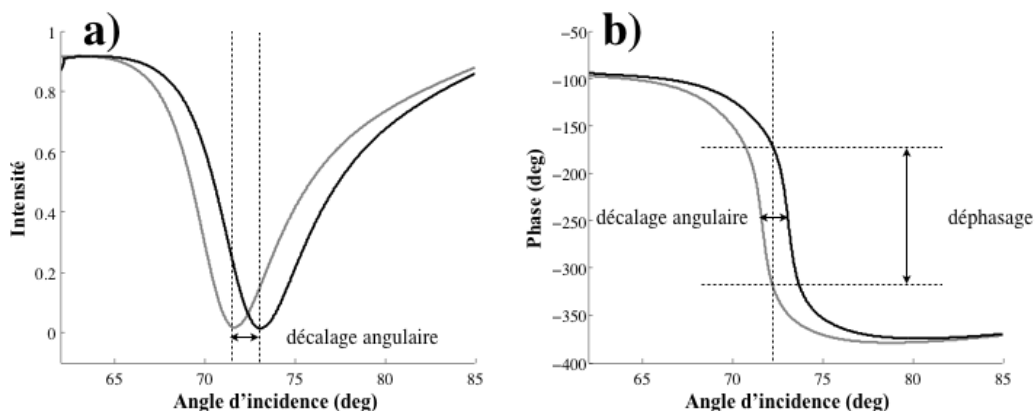 a)
1
0.8
0.6
0.4
0.2
0
65
70
75
80
85
Intensité
Angle d’incidence (deg)
décalage angulaire
b)
−50
−100
−150
−200
−250
−300
−350
−400
65
70
75
80
85
Phase (deg)
Angle d’incidence (deg)
décalage angulaire
déphasage